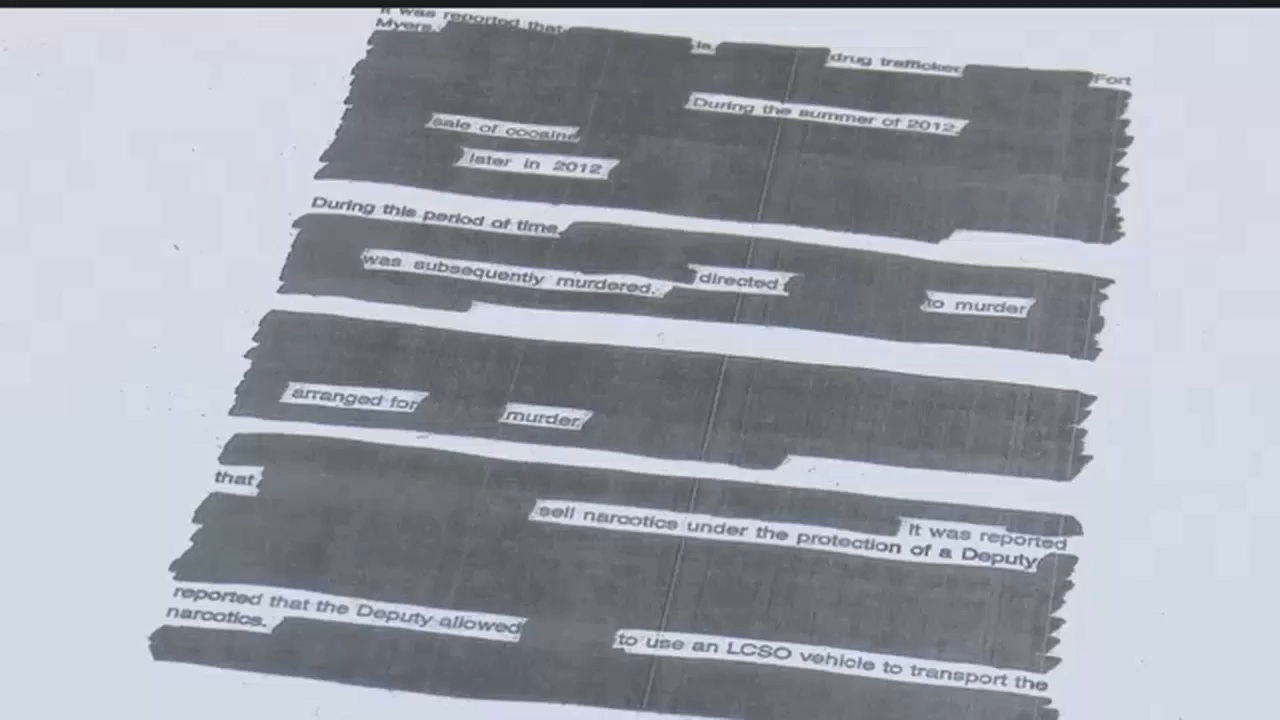 It was reported that is drug trafficker Fort
Myers.
During the summer of 2012,
sale of cocaine
later in 2012
During this period of time,
was subsequently murdered. directed to murder
arranged for murder.
It was reported
that sell narcotics under the protection of a Deputy
reported that the Deputy allowed to use an LCSO vehicle to transport the
narcotics.